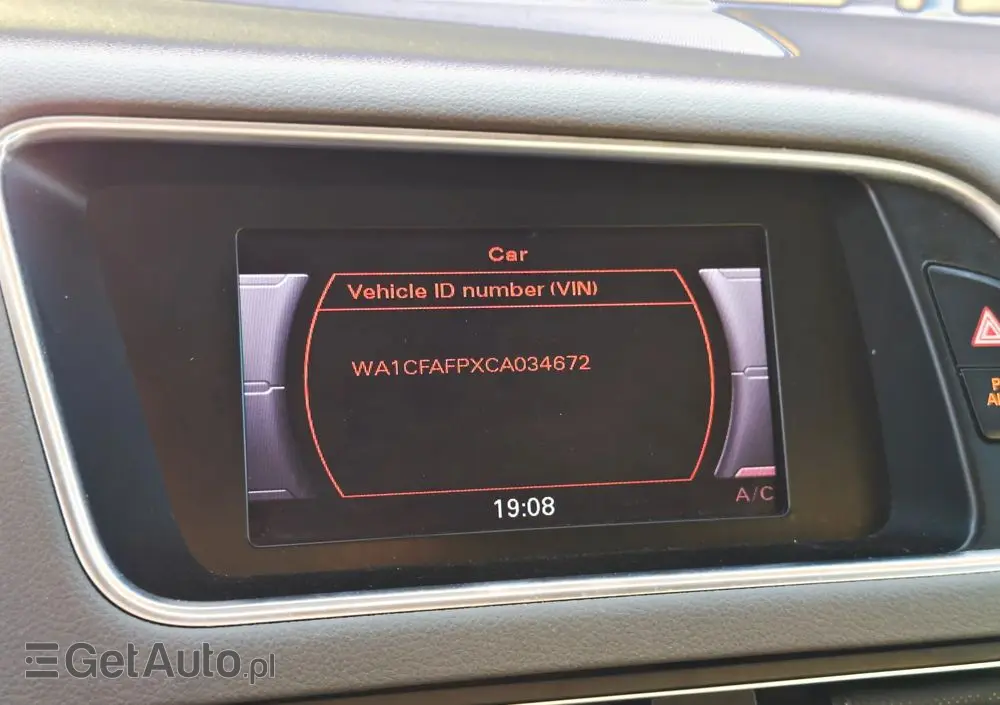 Car
Vehicle ID number (VIN)
WA1CFAFPXCA034672
19:08
A/C
GetAuto.pl